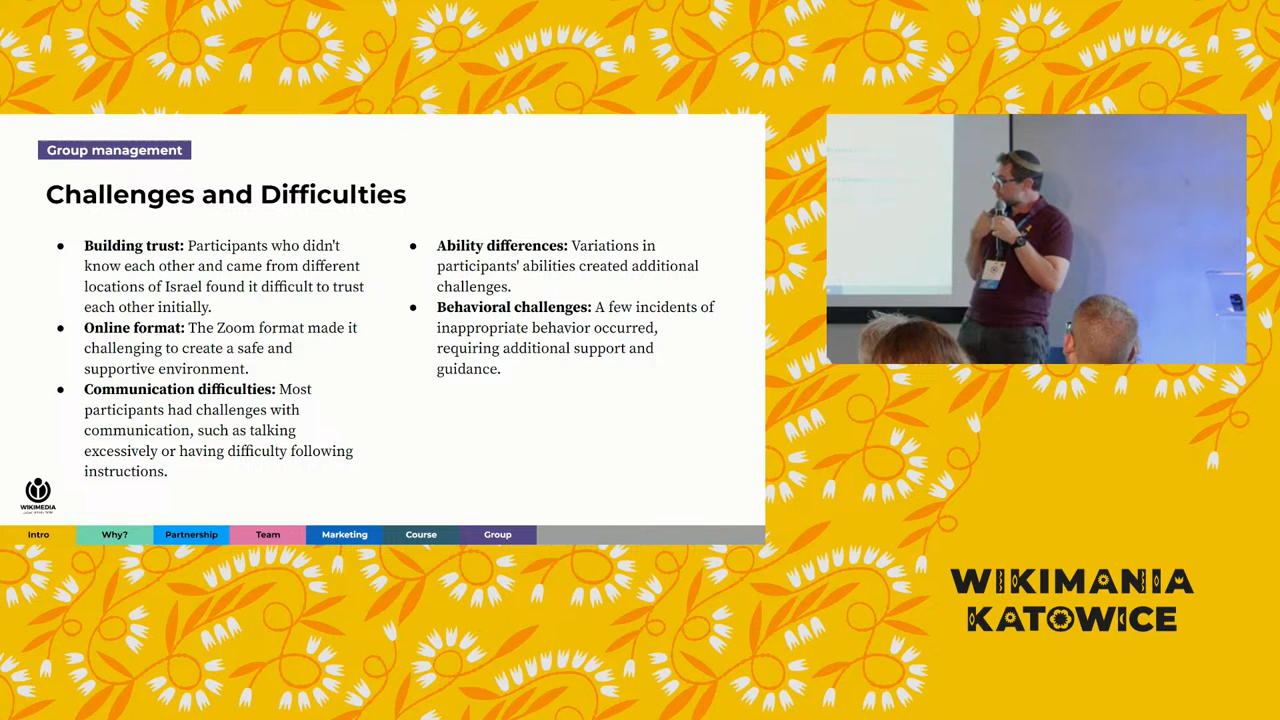 Group management
Challenges and Difficulties
● Building trust: Participants who didn't
know each other and came from different
locations of Israel found it difficult to trust
each other initially.
● Online format: The Zoom format made it
challenging to create a safe and
supportive environment.
● Communication difficulties: Most
participants had challenges with
communication, such as talking
excessively or having difficulty following
instructions.
● Ability differences: Variations in
participants' abilities created additional
challenges.
● Behavioral challenges: A few incidents of
inappropriate behavior occurred,
requiring additional support and
guidance.
WIKIMEDIA
Intro Why? Partnership Team Marketing Course Group
WIKIMANIA
KATOWICE